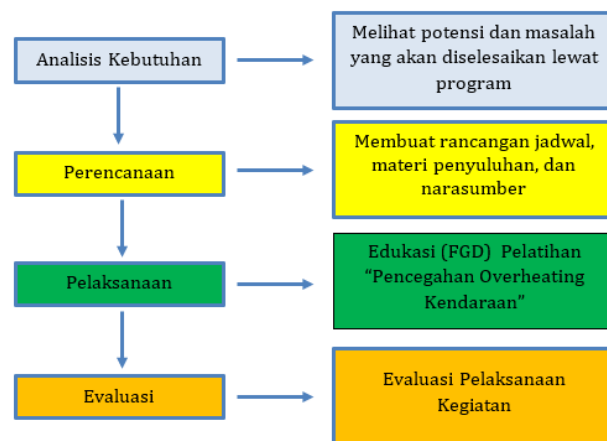 Analisis Kebutuhan
Melihat potensi dan masalah
yang akan diselesaikan lewat
program
Perencanaan
Membuat rancangan jadwal,
materi penyuluhan, dan
narasumber
Pelaksanaan
Edukasi (FGD) Pelatihan
“Pencegahan Overheating
Kendaraan”
Evaluasi
Evaluasi Pelaksanaan
Kegiatan